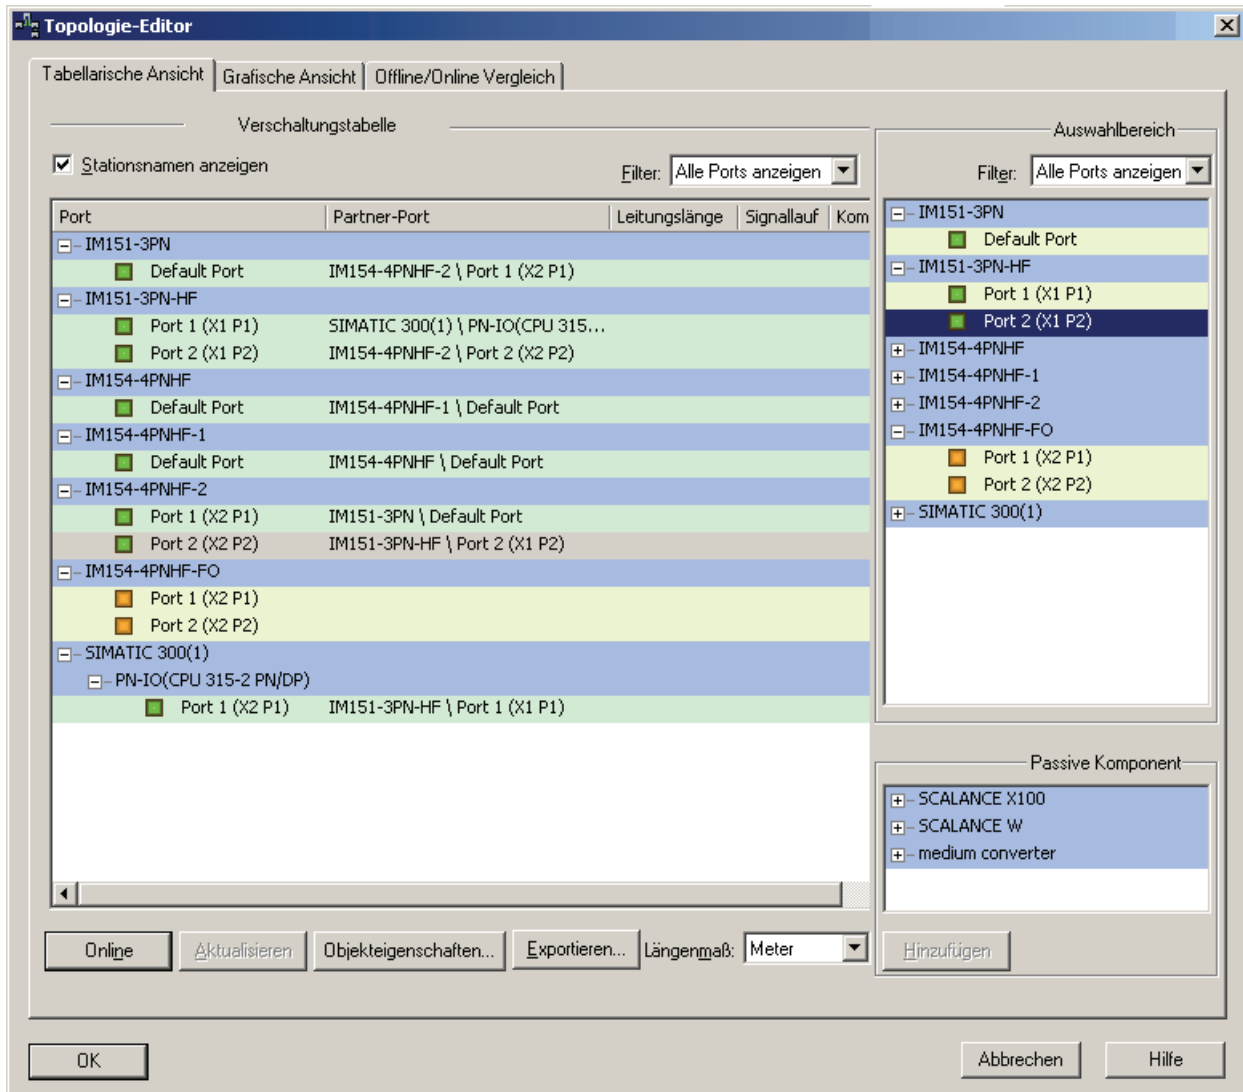 Topologie-Editor
Tabellarische Ansicht
Grafische Ansicht
Offline/Online Vergleich
Verschaltungstabelle
Stationsnamen anzeigen
Filter: Alle Ports anzeigen
Port Partner-Port Leitungslänge Signallauf Kom
IM151-3PN
Default Port IM154-4PNHF-2 \ Port 1 (X2 P1)
IM151-3PN-HF
Port 1 (X1 P1) SIMATIC 300(1) \ PN-IO(CPU 315...
Port 2 (X1 P2) IM154-4PNHF-2 \ Port 2 (X2 P2)
IM154-4PNHF
Default Port IM154-4PNHF-1 \ Default Port
IM154-4PNHF-1
Default Port IM154-4PNHF \ Default Port
IM154-4PNHF-2
Port 1 (X2 P1) IM151-3PN \ Default Port
Port 2 (X2 P2) IM151-3PN-HF \ Port 2 (X1 P2)
IM154-4PNHF-FO
Port 1 (X2 P1)
Port 2 (X2 P2)
SIMATIC 300(1)
PN-IO(CPU 315-2 PN/DP)
Port 1 (X2 P1) IM151-3PN-HF \ Port 1 (X1 P1)
Online
Aktualisieren
Objekteigenschaften...
Exportieren...
Längenmaß: Meter
Auswahlbereich
Filter: Alle Ports anzeigen
IM151-3PN
Default Port
IM151-3PN-HF
Port 1 (X1 P1)
Port 2 (X1 P2)
IM154-4PNHF
IM154-4PNHF-1
IM154-4PNHF-2
IM154-4PNHF-FO
Port 1 (X2 P1)
Port 2 (X2 P2)
SIMATIC 300(1)
Passive Komponent
SCALANCE X100
SCALANCE W
medium converter
Hinzufügen
OK
Abbrechen
Hilfe